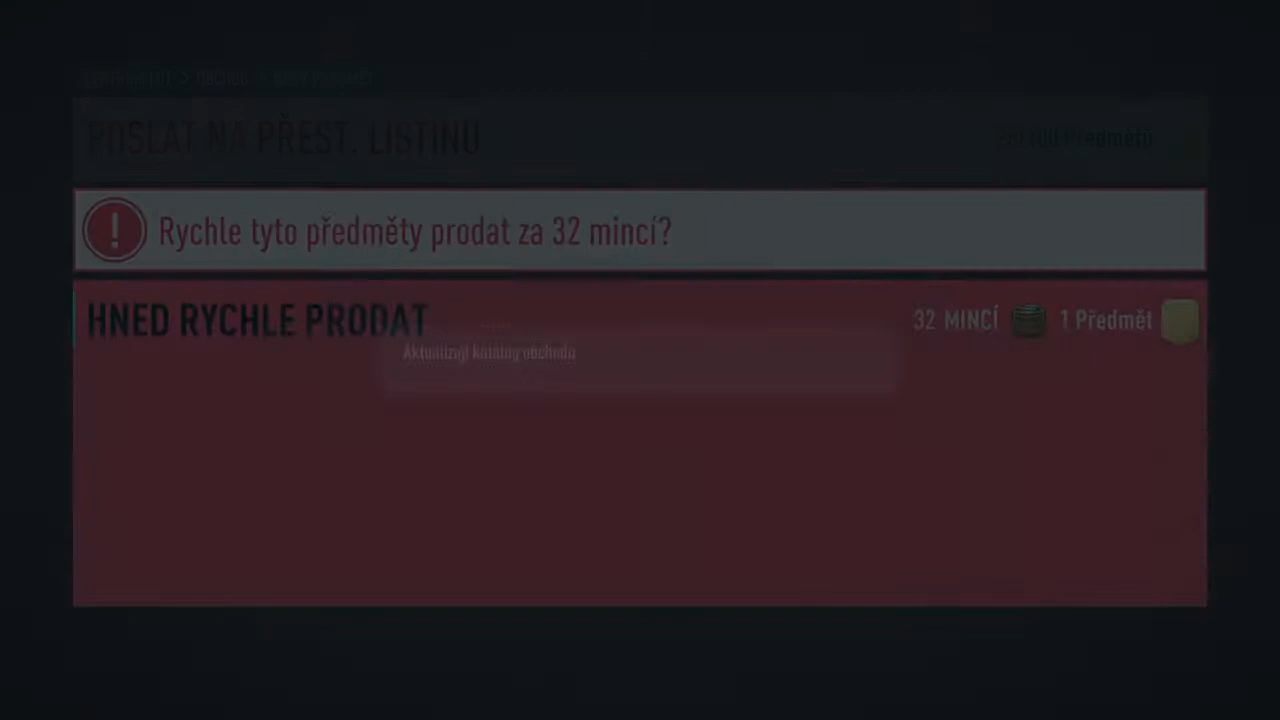 POSLAT NA PŘEST. LISTINU
předmětů
! Rychle tyto předměty prodat za 32 mincí?
HNED RYCHLE PRODAT 32 MINCÍ 1 Předmět
Aktualizuji katalog obchodu